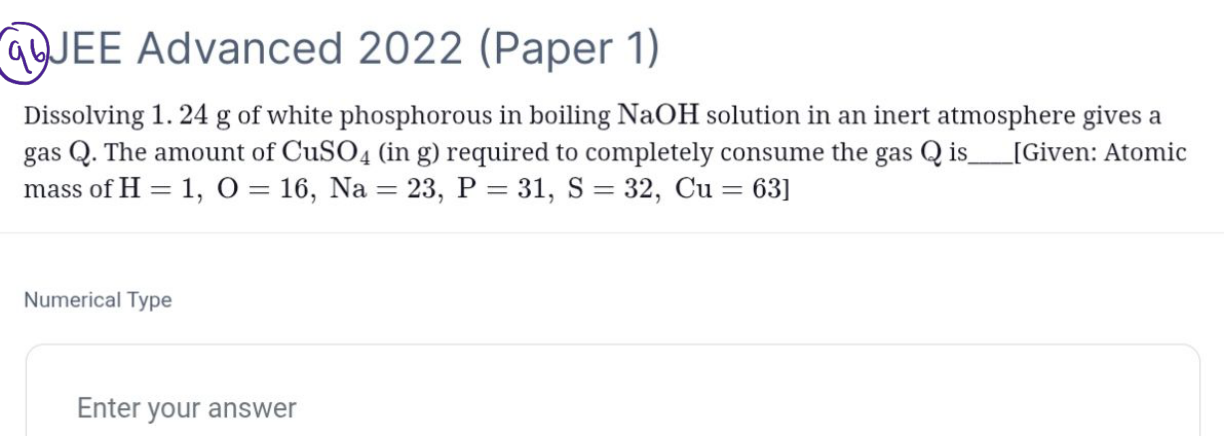 96 JEE Advanced 2022 (Paper 1)
Dissolving 1. 24 g of white phosphorous in boiling NaOH solution in an inert atmosphere gives a
gas Q. The amount of CuSO₄ (in g) required to completely consume the gas Q is____[Given: Atomic
mass of H = 1, O = 16, Na = 23, P = 31, S = 32, Cu = 63]
Numerical Type
Enter your answer